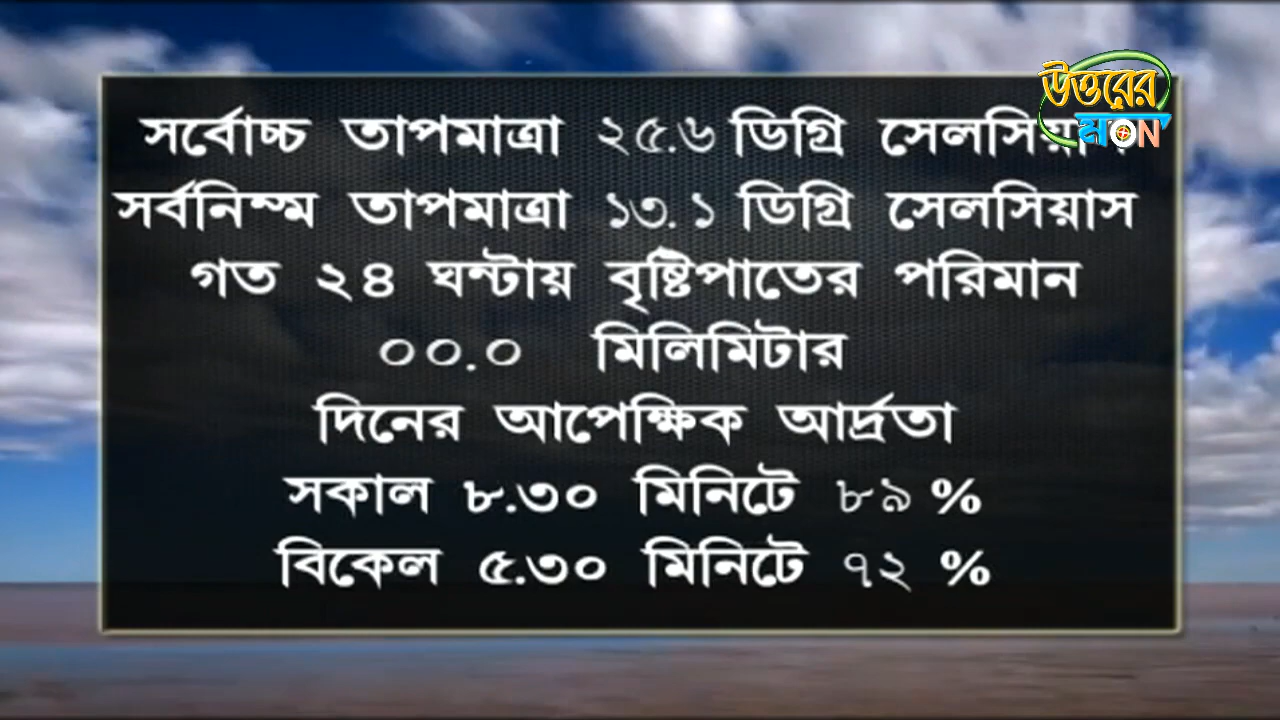 উত্তরের
মON
সর্বোচ্চ তাপমাত্রা ২৫.৬ ডিগ্রি
সর্বনিম্ম তাপমাত্রা ১৩.১ ডিগ্রি সেলসিয়াস
গত ২৪ ঘন্টায় বৃষ্টিপাতের পরিমান
০০.০ মিলিমিটার
দিনের আপেক্ষিক আর্দ্রতা
সকাল ৮.৩০ মিনিটে ৮৯ %
বিকেল ৫.৩০ মিনিটে ৭২ %